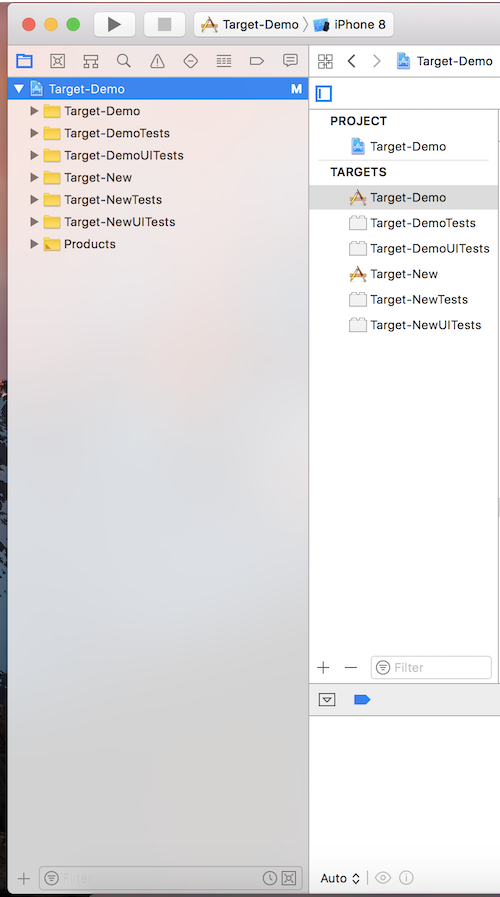 Target-Demo
iPhone 8
Target-Demo
Target-Demo
M
Target-Demo
Target-DemoTests
Target-DemoUITests
Target-New
Target-NewTests
Target-NewUITests
Products
PROJECT
Target-Demo
TARGETS
Target-Demo
Target-DemoTests
Target-DemoUITests
Target-New
Target-NewTests
Target-NewUITests
Filter
Filter
Auto